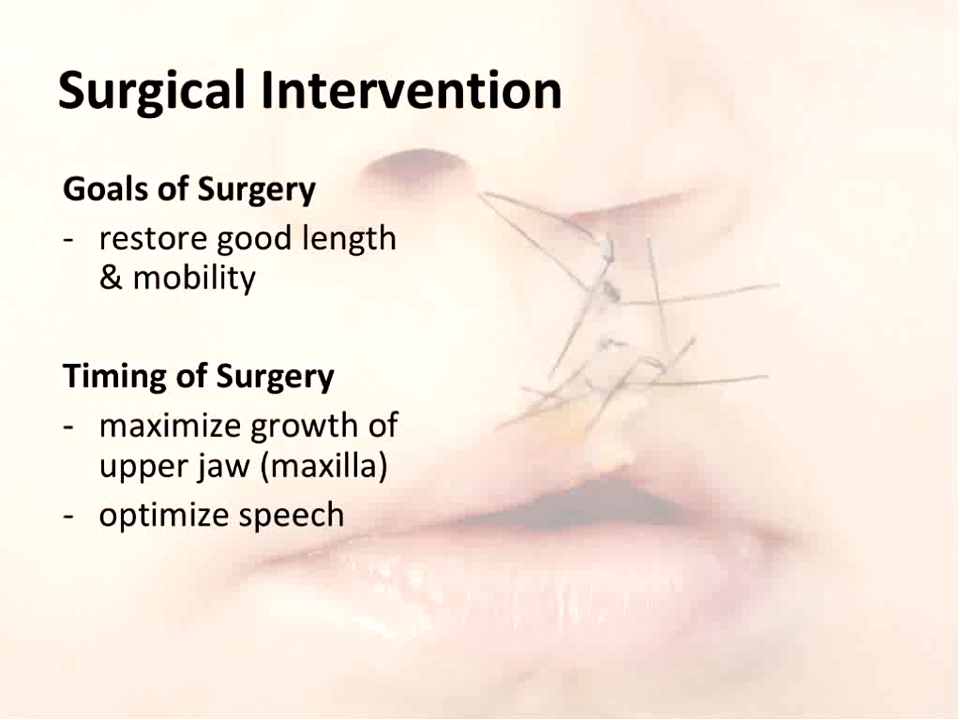 Surgical Intervention
Goals of Surgery
- restore good length
& mobility
Timing of Surgery
- maximize growth of
upper jaw (maxilla)
- optimize speech